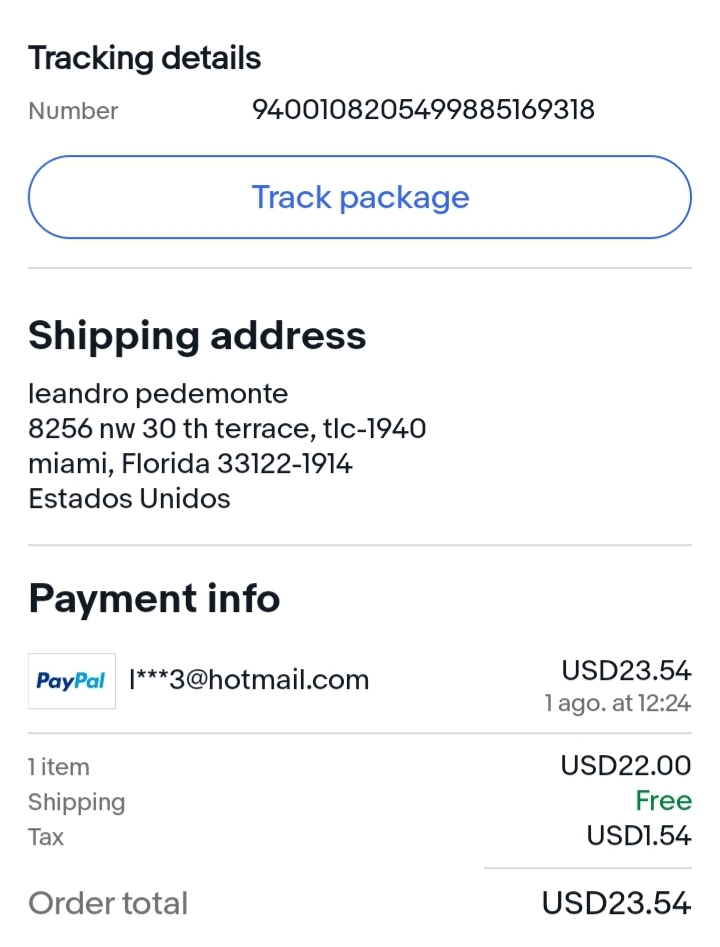 Tracking details
Number 9400108205499885169318
Track package
Shipping address
leandro pedemonte
8256 nw 30 th terrace, tlc-1940
miami, Florida 33122-1914
Estados Unidos
Payment info
PayPal l***3@hotmail.com USD23.54
1 ago. at 12:24
1 item USD22.00
Shipping Free
Tax USD1.54
Order total USD23.54